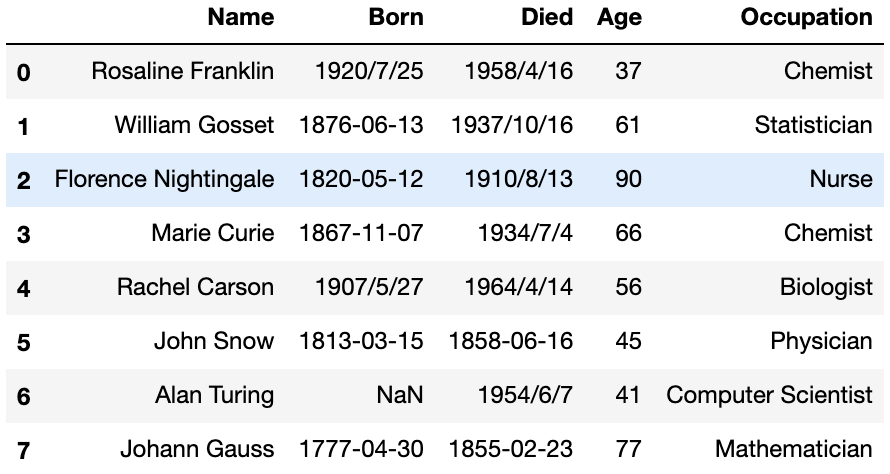 Name Born Died Age Occupation
0 Rosaline Franklin 1920/7/25 1958/4/16 37 Chemist
1 William Gosset 1876-06-13 1937/10/16 61 Statistician
2 Florence Nightingale 1820-05-12 1910/8/13 90 Nurse
3 Marie Curie 1867-11-07 1934/7/4 66 Chemist
4 Rachel Carson 1907/5/27 1964/4/14 56 Biologist
5 John Snow 1813-03-15 1858-06-16 45 Physician
6 Alan Turing NaN 1954/6/7 41 Computer Scientist
7 Johann Gauss 1777-04-30 1855-02-23 77 Mathematician